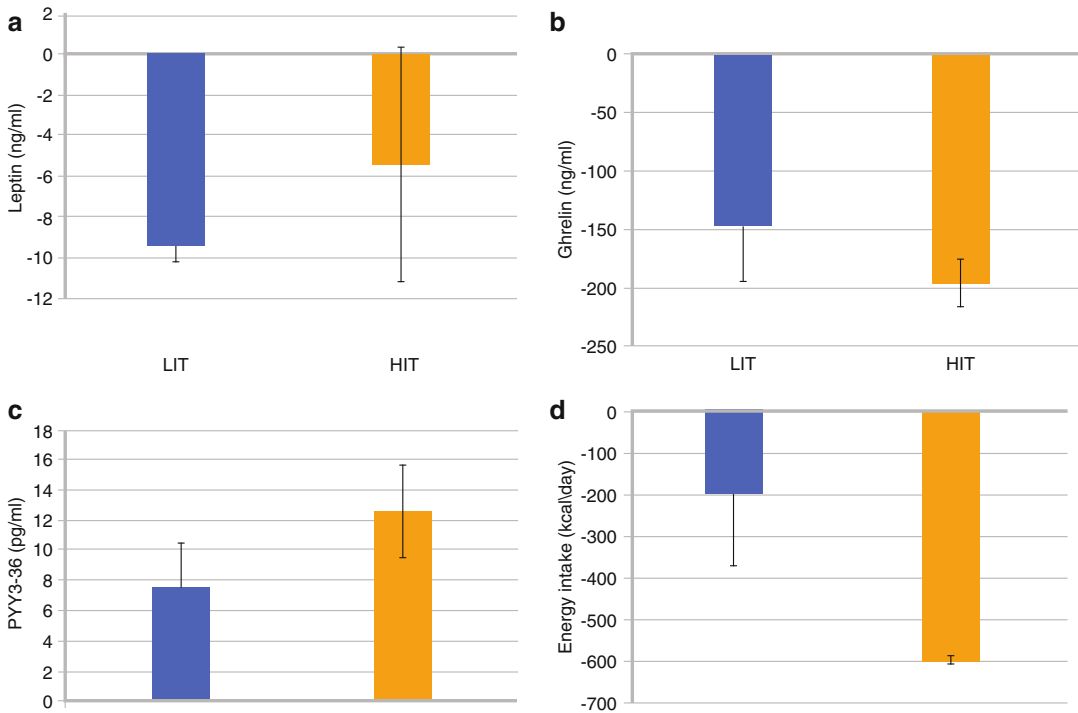 a
Leptin (ng/ml)
2
0
-2
-4
-6
-8
-10
-12
LIT
HIT
b
Ghrelin (ng/ml)
0
-50
-100
-150
-200
-250
LIT
HIT
c
PYY3-36 (pg/ml)
18
16
14
12
10
8
6
4
2
0
d
Energy intake (kcal\day)
0
-100
-200
-300
-400
-500
-600
-700